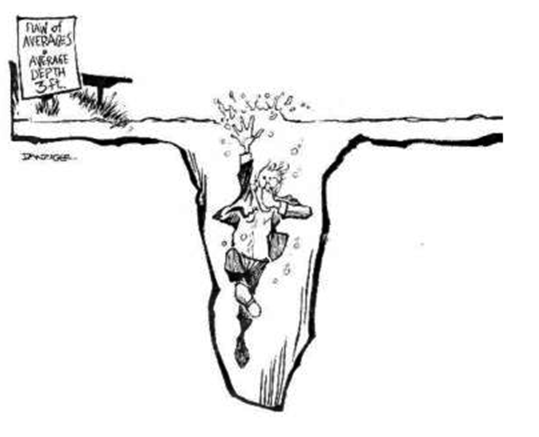 FLAW of
AVERAGES
•
AVERAGE
DEPTH
3 ft.
DANZIGER